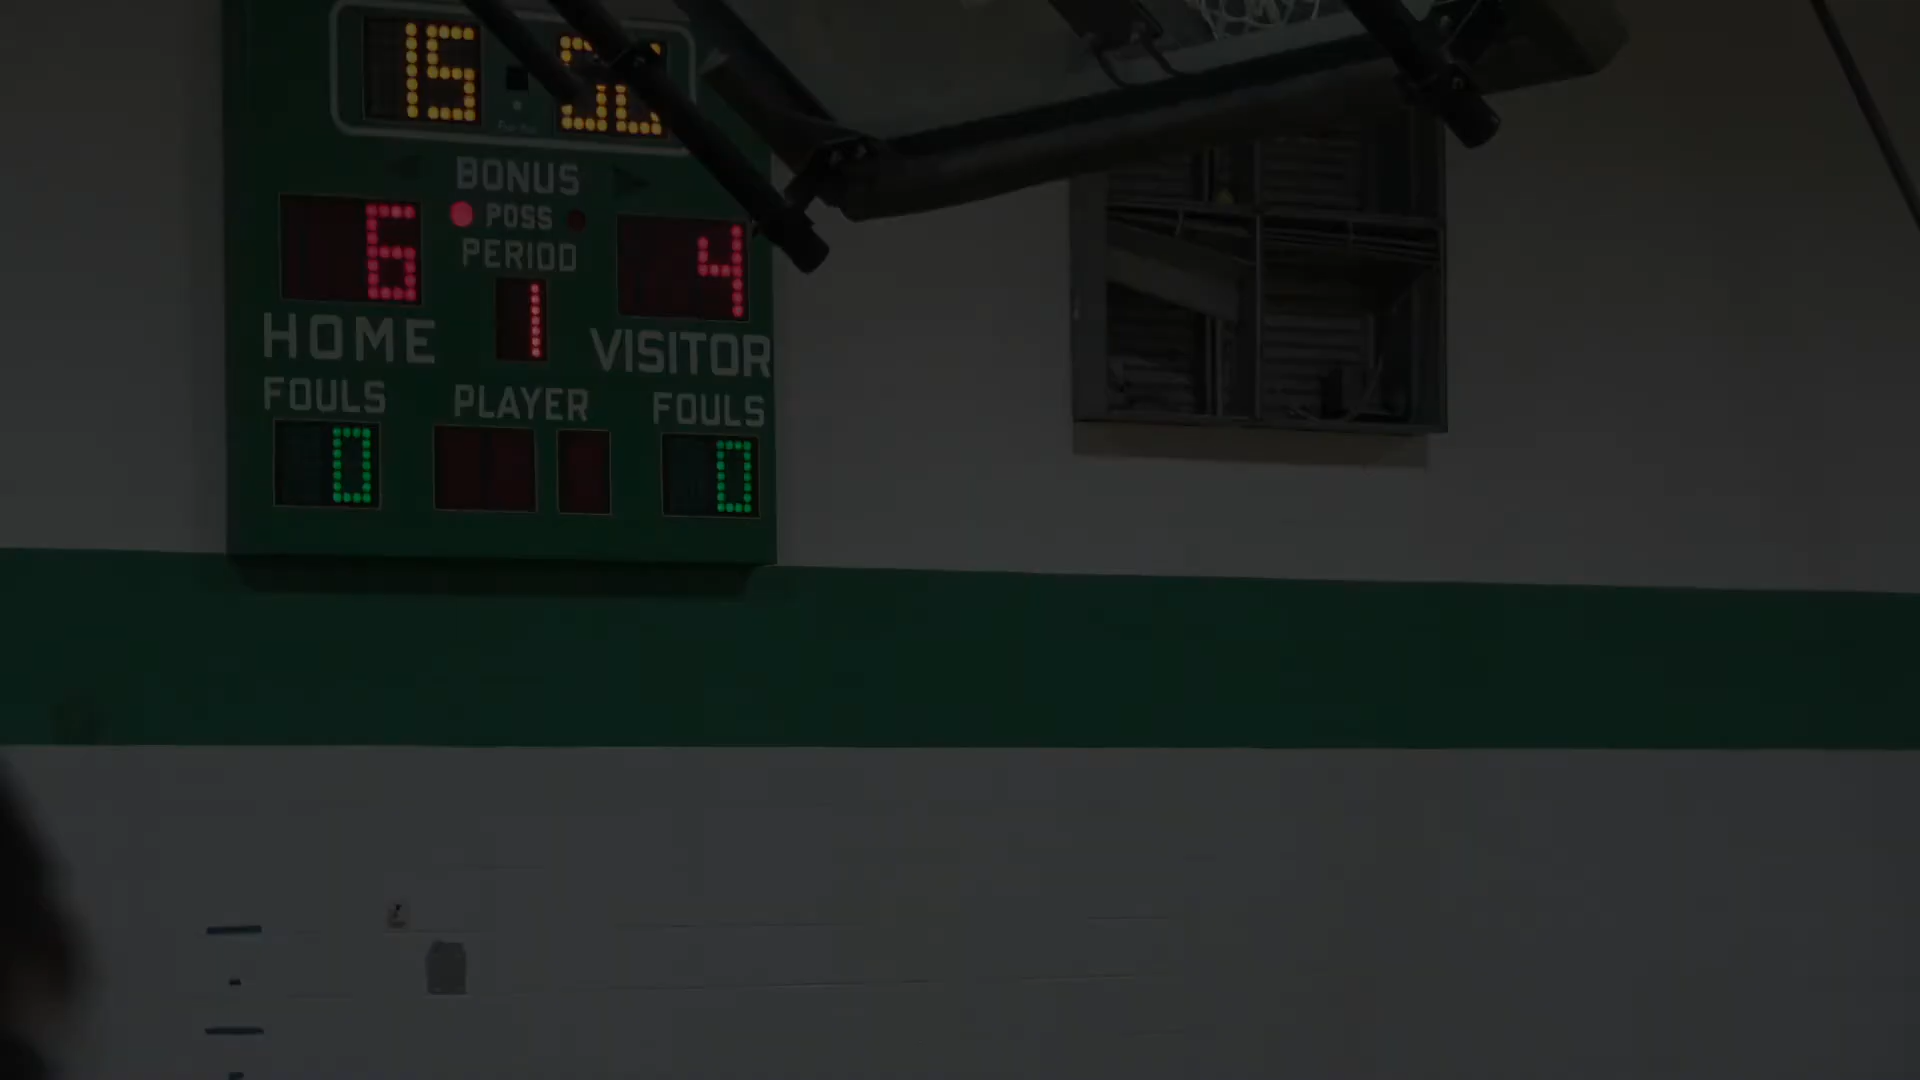 15
BONUS
6 POSS 4
PERIOD
1
HOME VISITOR
FOULS PLAYER FOULS
0 0